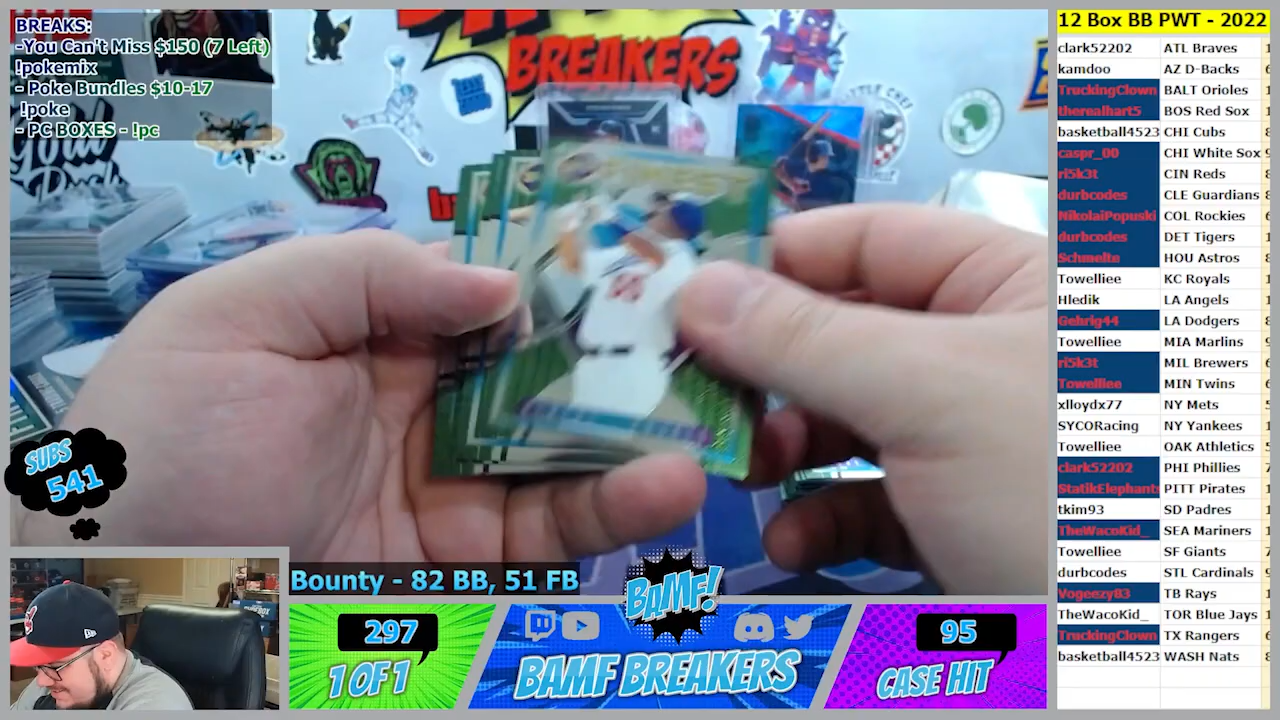 BREAKS:
-You Can't Miss $150 (7 Left)
!pokemix
- Poke Bundles $10-17
!poke
- PC BOXES - !pc
BREAKERS
SUBS
541
Bounty - 82 BB, 51 FB
BAMF!
297
1 OF 1
BAMF BREAKERS
95
CASE HIT
12 Box BB PWT - 2022
clark52202 ATL Braves
kamdoo AZ D-Backs
TruckingClown BALT Orioles
therealhart5 BOS Red Sox
basketball4523 CHI Cubs
caspr_00 CHI White Sox
ri5k3t CIN Reds
durbcodes CLE Guardians
NikolaiPopuski COL Rockies
durbcodes DET Tigers
Schmelte HOU Astros
Towelliee KC Royals
Hledik LA Angels
Gehrig44 LA Dodgers
Towelliee MIA Marlins
ri5k3t MIL Brewers
Towelliee MIN Twins
xlloydx77 NY Mets
SYCORacing NY Yankees
Towelliee OAK Athletics
clark52202 PHI Phillies
StatikElephants PITT Pirates
tkim93 SD Padres
TheWacoKid_ SEA Mariners
Towelliee SF Giants
durbcodes STL Cardinals
Vogeezy83 TB Rays
TheWacoKid_ TOR Blue Jays
TruckingClown TX Rangers
basketball4523 WASH Nats